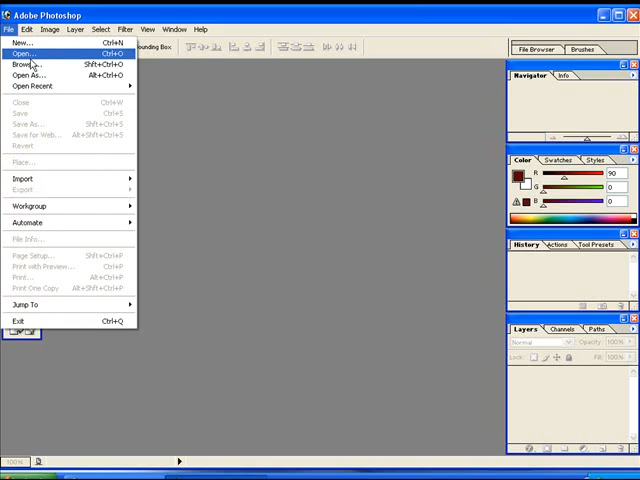 Adobe Photoshop
File Edit Image Layer Select Filter View Window Help
New... Ctrl+N
Open... Ctrl+O
Browse... Shft+Ctrl+O
Open As... Alt+Ctrl+O
Open Recent
Close Ctrl+W
Save Ctrl+S
Save As... Shft+Ctrl+S
Save for Web... Alt+Shft+Ctrl+S
Revert
Place...
Import
Export
Workgroup
Automate
File Info...
Page Setup... Shft+Ctrl+P
Print with Preview... Ctrl+P
Print... Alt+Ctrl+P
Print One Copy Alt+Shft+Ctrl+P
Jump To
Exit Ctrl+Q
nding Box
File Browser Brushes
Navigator Info
Color Swatches Styles
R 90
G 0
B 0
History Actions Tool Presets
Layers Channels Paths
Normal Opacity: 100%
Lock: Fill: 100%
100%